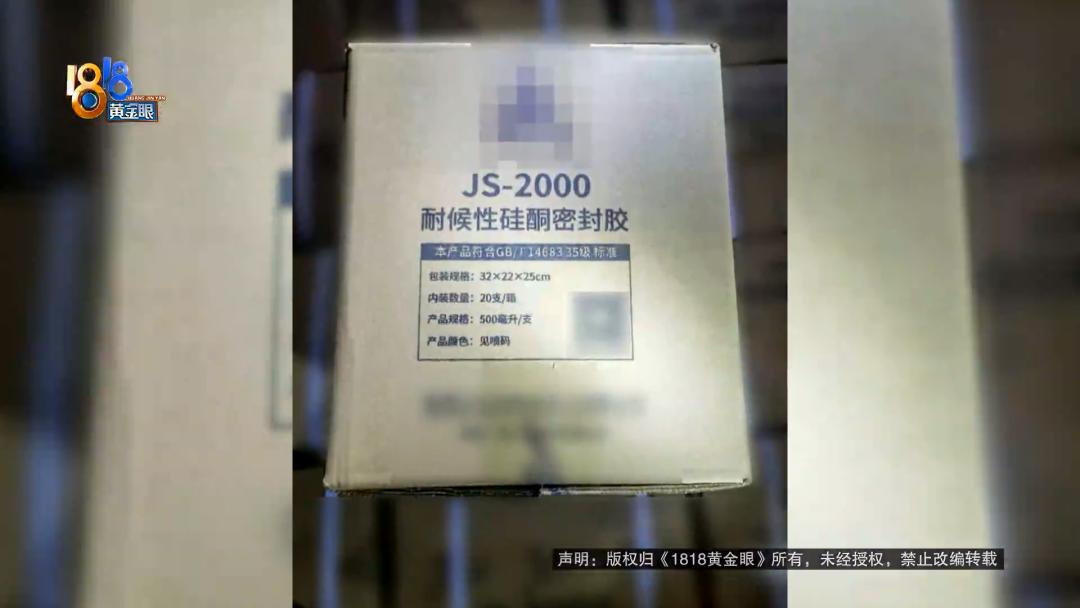 1818
黄金眼
JS-2000
耐候性硅酮密封胶
本产品符合GB/T14683 35级 标准
包装规格：32×22×25cm
内装数量：20支/箱
产品规格：500毫升/支
产品颜色：见喷码
声明：版权归《1818黄金眼》所有，未经授权，禁止改编转载